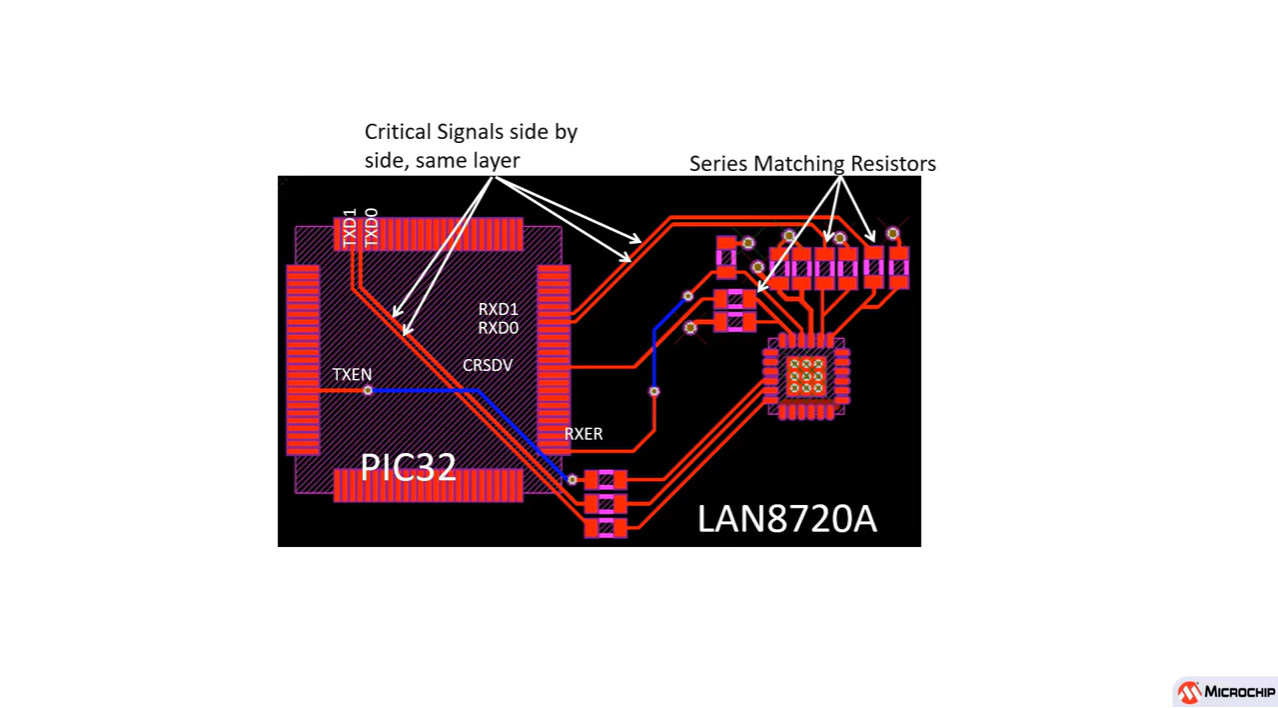 Critical Signals side by
side, same layer
Series Matching Resistors
TXD1
TXD0
RXD1
RXD0
CRSDV
TXEN
RXER
PIC32
LAN8720A
MICROCHIP